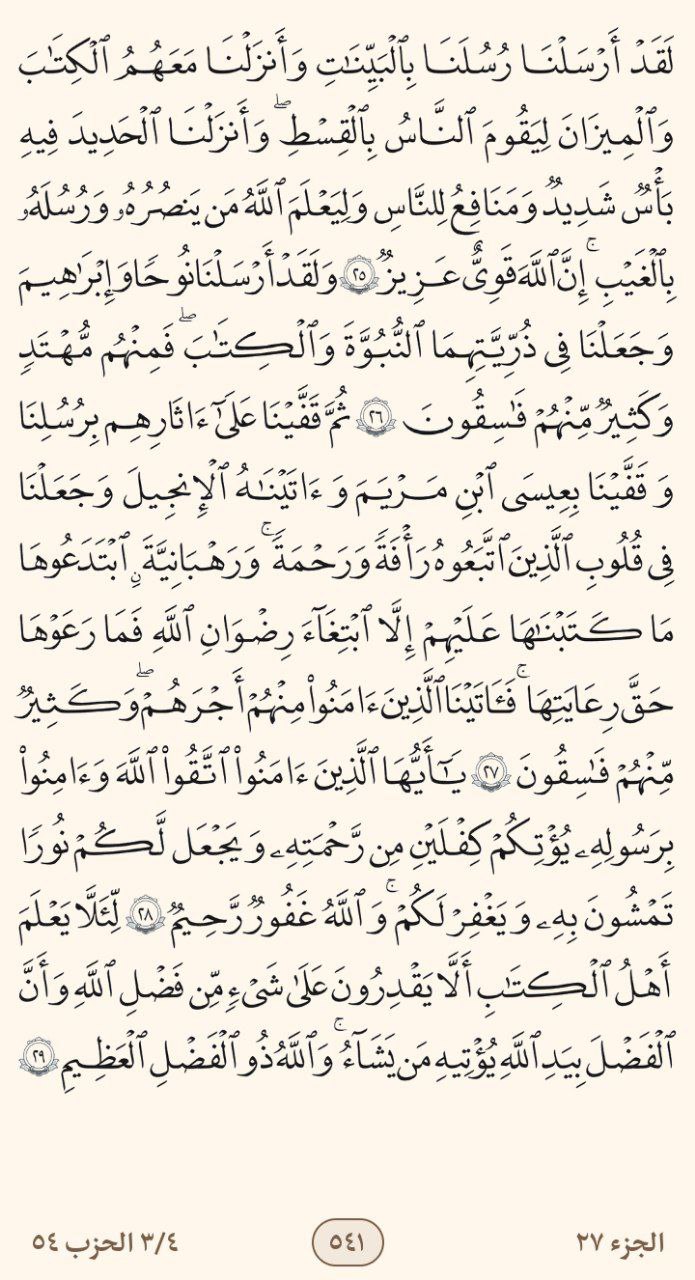 لَقَدْ أَرْسَلْنَا رُسُلَنَا بِٱلْبَيِّنَٰتِ وَأَنزَلْنَا مَعَهُمُ ٱلْكِتَٰبَ
وَٱلْمِيزَانَ لِيَقُومَ ٱلنَّاسُ بِٱلْقِسْطِ ۖ وَأَنزَلْنَا ٱلْحَدِيدَ فِيهِ
بَأْسٌ شَدِيدٌ وَمَنَٰفِعُ لِلنَّاسِ وَلِيَعْلَمَ ٱللَّهُ مَن يَنصُرُهُۥ وَرُسُلَهُۥ
بِٱلْغَيْبِ ۚ إِنَّ ٱللَّهَ قَوِىٌّ عَزِيزٌ ٢٥ وَلَقَدْ أَرْسَلْنَا نُوحًا وَإِبْرَٰهِيمَ
وَجَعَلْنَا فِى ذُرِّيَّتِهِمَا ٱلنُّبُوَّةَ وَٱلْكِتَٰبَ ۖ فَمِنْهُم مُّهْتَدٍ
وَكَثِيرٌ مِّنْهُمْ فَٰسِقُونَ ٢٦ ثُمَّ قَفَّيْنَا عَلَىٰٓ ءَاثَٰرِهِم بِرُسُلِنَا
وَقَفَّيْنَا بِعِيسَى ٱبْنِ مَرْيَمَ وَءَاتَيْنَٰهُ ٱلْإِنجِيلَ وَجَعَلْنَا
فِى قُلُوبِ ٱلَّذِينَ ٱتَّبَعُوهُ رَأْفَةً وَرَحْمَةً ۚ وَرَهْبَانِيَّةً ٱبْتَدَعُوهَا
مَا كَتَبْنَٰهَا عَلَيْهِمْ إِلَّا ٱبْتِغَآءَ رِضْوَٰنِ ٱللَّهِ فَمَا رَعَوْهَا
حَقَّ رِعَايَتِهَا ۚ فَـَٔاتَيْنَا ٱلَّذِينَ ءَامَنُوا۟ مِنْهُمْ أَجْرَهُمْ ۖ وَكَثِيرٌ
مِّنْهُمْ فَٰسِقُونَ ٢٧ يَٰٓأَيُّهَا ٱلَّذِينَ ءَامَنُوا۟ ٱتَّقُوا۟ ٱللَّهَ وَءَامِنُوا۟
بِرَسُولِهِۦ يُؤْتِكُمْ كِفْلَيْنِ مِن رَّحْمَتِهِۦ وَيَجْعَل لَّكُمْ نُورًا
تَمْشُونَ بِهِۦ وَيَغْفِرْ لَكُمْ ۚ وَٱللَّهُ غَفُورٌ رَّحِيمٌ ٢٨ لِّئَلَّا يَعْلَمَ
أَهْلُ ٱلْكِتَٰبِ أَلَّا يَقْدِرُونَ عَلَىٰ شَىْءٍ مِّن فَضْلِ ٱللَّهِ وَأَنَّ
ٱلْفَضْلَ بِيَدِ ٱللَّهِ يُؤْتِيهِ مَن يَشَآءُ ۚ وَٱللَّهُ ذُو ٱلْفَضْلِ ٱلْعَظِيمِ ٢٩
الجزء ٢٧ ٥٤١ ٣/٤ الحزب ٥٤